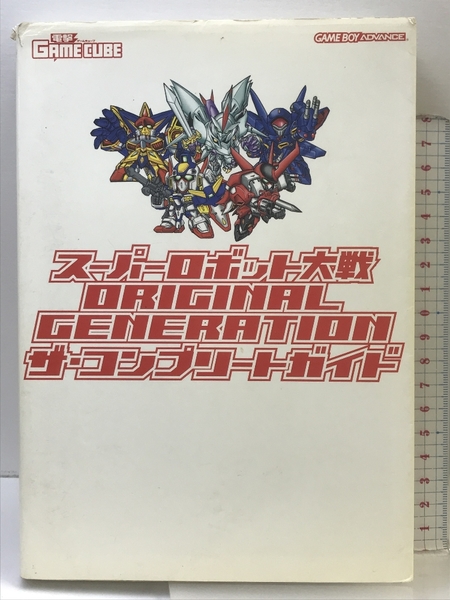 電撃
GAMECUBE
GAME BOY ADVANCE
スーパーロボット大戦
ORIGINAL
GENERATION
ザ・コンプリートガイド